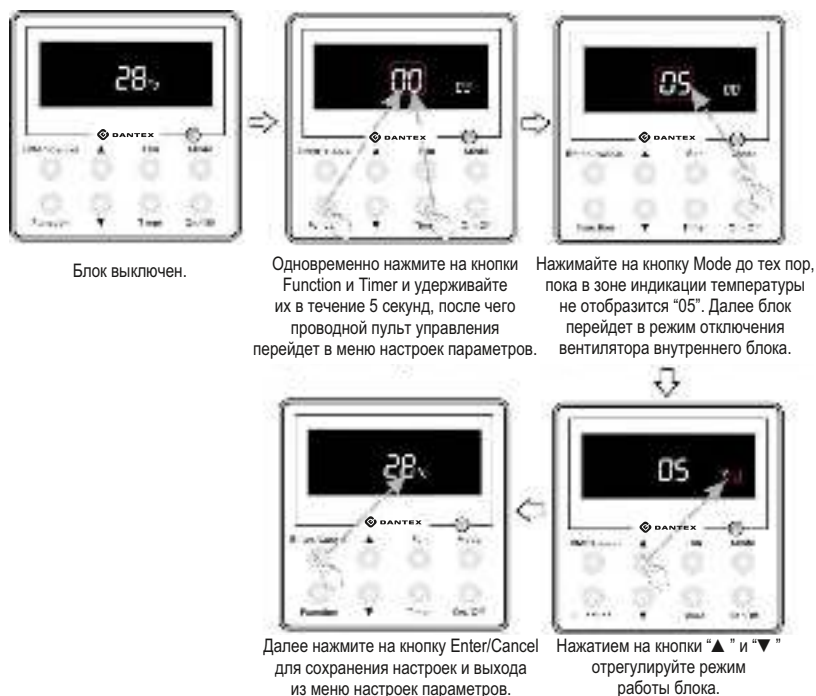 28
DANTEX
00
DANTEX
05
00
DANTEX
Блок выключен.
Одновременно нажмите на кнопки
Function и Timer и удерживайте
их в течение 5 секунд, после чего
проводной пульт управления
перейдет в меню настроек параметров.
Нажимайте на кнопку Mode до тех пор,
пока в зоне индикации температуры
не отобразится “05”. Далее блок
перейдет в режим отключения
вентилятора внутреннего блока.
28
DANTEX
Function
▲
▼
05
DANTEX
Далее нажмите на кнопку Enter/Cancel
для сохранения настроек и выхода
из меню настроек параметров.
Нажатием на кнопки “▲ ” и “▼ ”
отрегулируйте режим
работы блока.